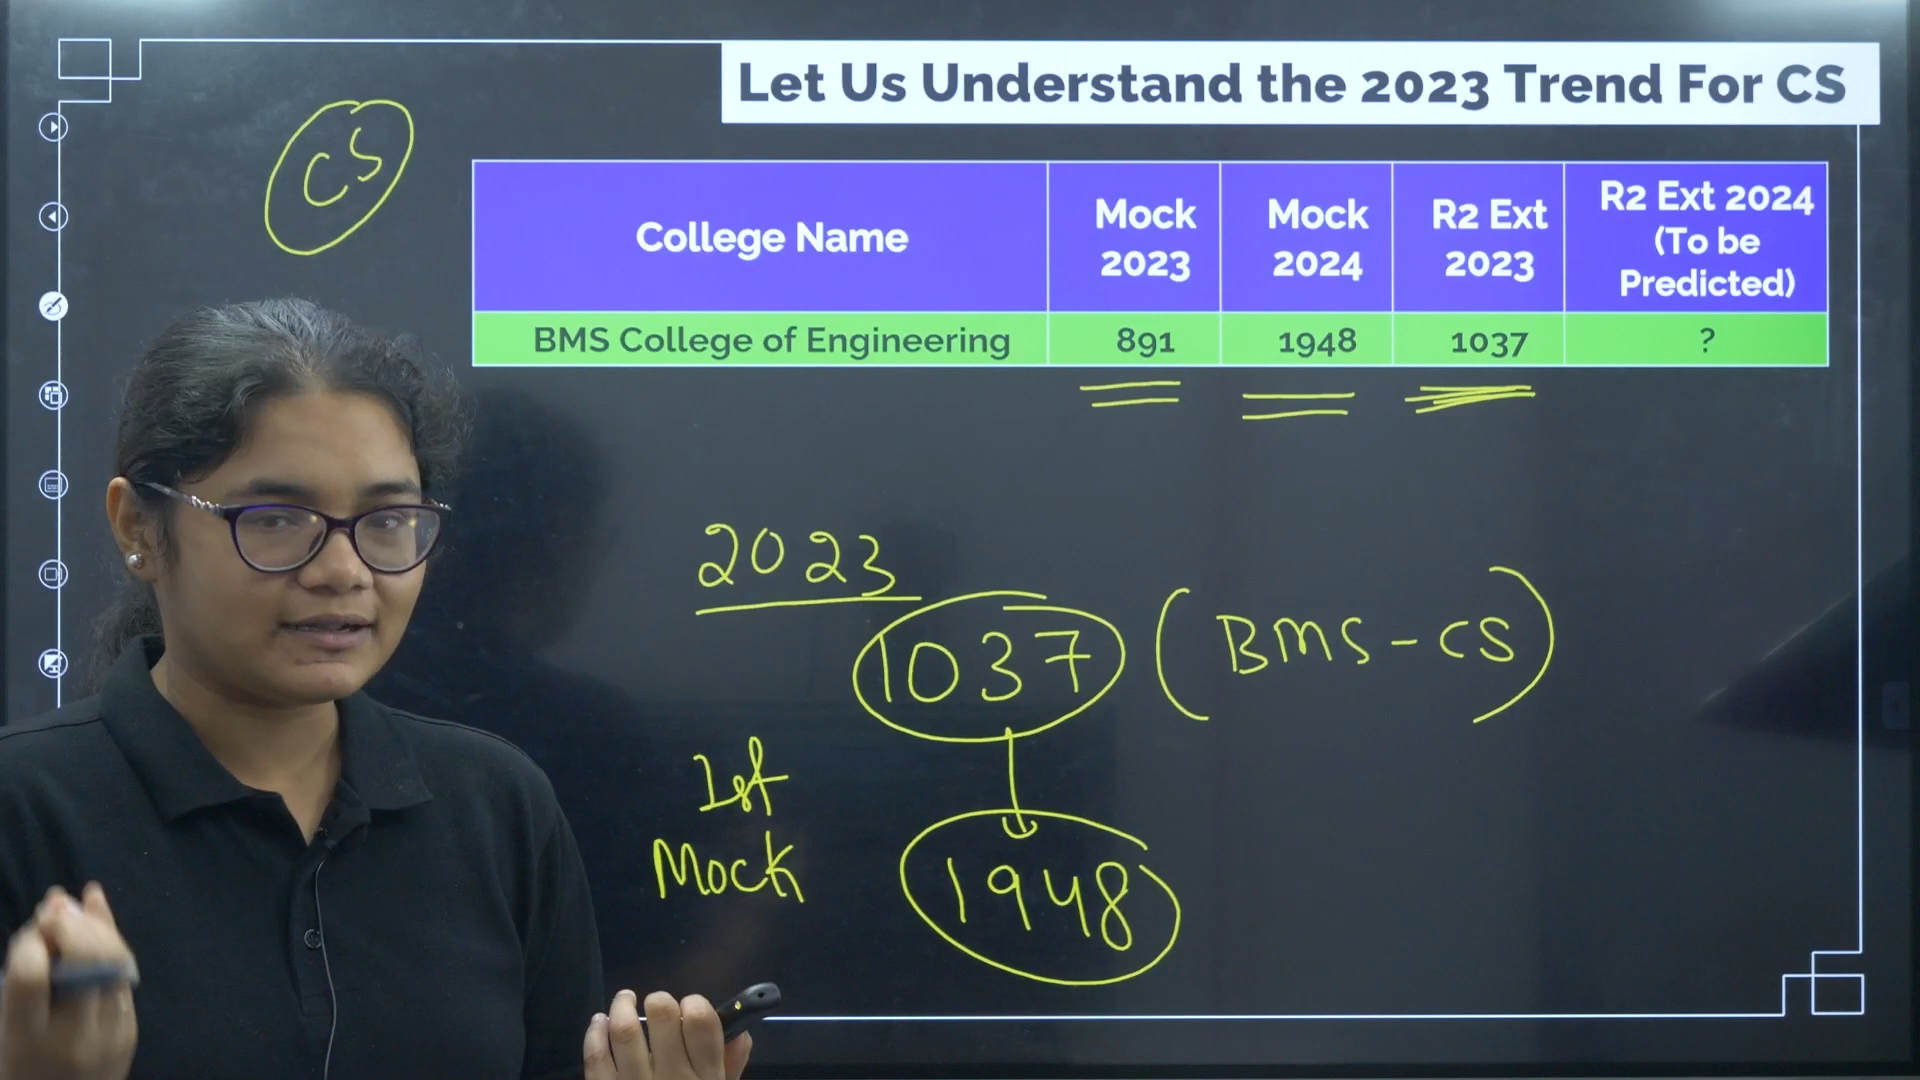 Let Us Understand the 2023 Trend For CS
CS
College Name
Mock 2023
Mock 2024
R2 Ext 2023
R2 Ext 2024 (To be Predicted)
BMS College of Engineering 891 1948 1037 ?
2023
1037 (BMS-CS)
1st
Mock
1948